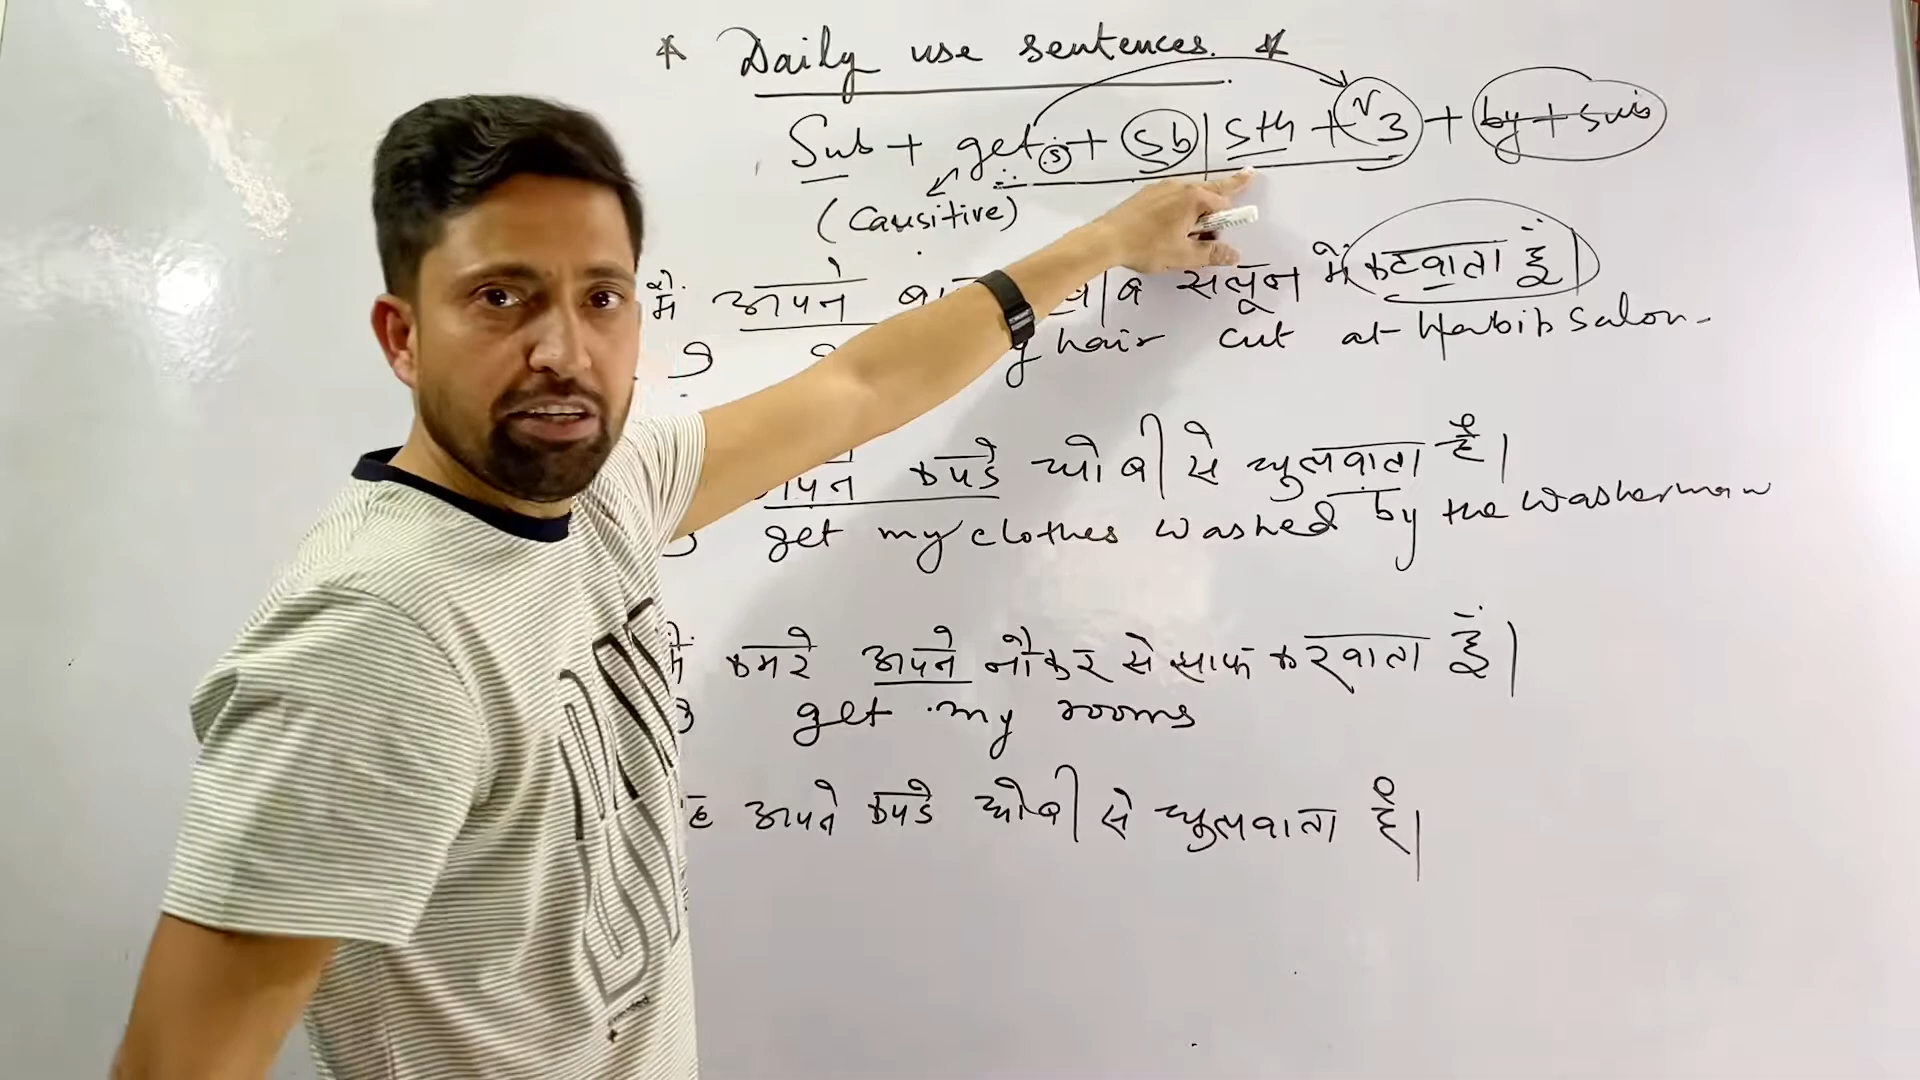 * Daily use sentences. *
Sub + get(s) + Sb | Sth + V3 + by + sub
(Causitive)
मैं अपने सलून में कटवाता हूं।
hair cut at Habib Salon.
अपने कपडे धोबी से धुलवाता है।
get my clothes washed by the washerman
मैं कमरे अपने नौकर से साफ करवाता हूं।
I get my rooms
अपने कपडे धोबी से धुलवाता है।